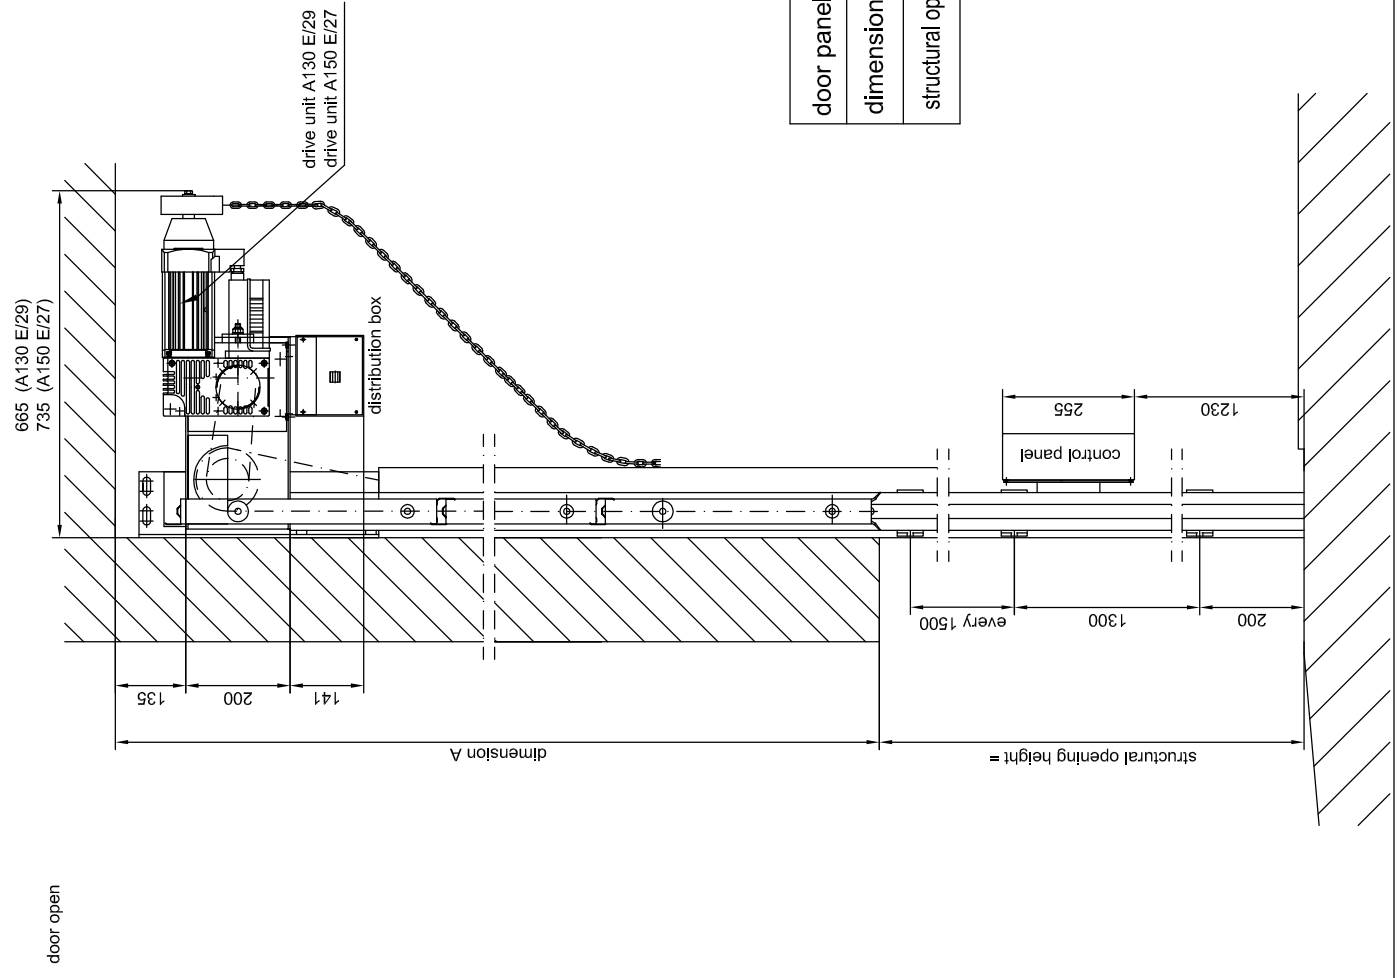 665 (A130 E/29)
735 (A150 E/27)
drive unit A130 E/29
drive unit A150 E/27
distribution box
door panel
dimension
structural op
255
1230
control panel
every 1500
1300
200
135
200
141
dimension A
structural opening height =
door open